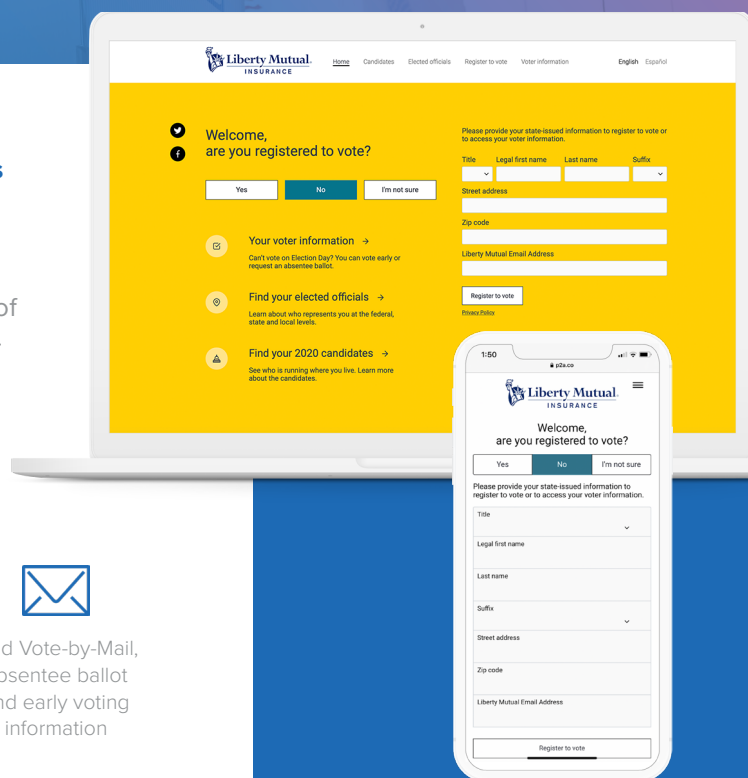 Liberty Mutual.
INSURANCE
Home Candidates Elected officials Register to vote Voter information English Español
Welcome,
are you registered to vote?
Yes No I'm not sure
Your voter information →
Can't vote on Election Day? You can vote early or
request an absentee ballot.
Find your elected officials →
Learn about who represents you at the federal,
state and local levels.
Find your 2020 candidates →
See who is running where you live. Learn more
about the candidates.
Please provide your state-issued information to register to vote or
to access your voter information.
Title Legal first name Last name Suffix
Street address
Zip code
Liberty Mutual Email Address
Register to vote
Privacy Policy
of
1:50
p2a.co
Liberty Mutual.
INSURANCE
Welcome,
are you registered to vote?
Yes No I'm not sure
Please provide your state-issued information to
register to vote or to access your voter information.
Title
Legal first name
Last name
Suffix
Street address
Zip code
Liberty Mutual Email Address
Register to vote
Vote-by-Mail,
ballot
early voting
information